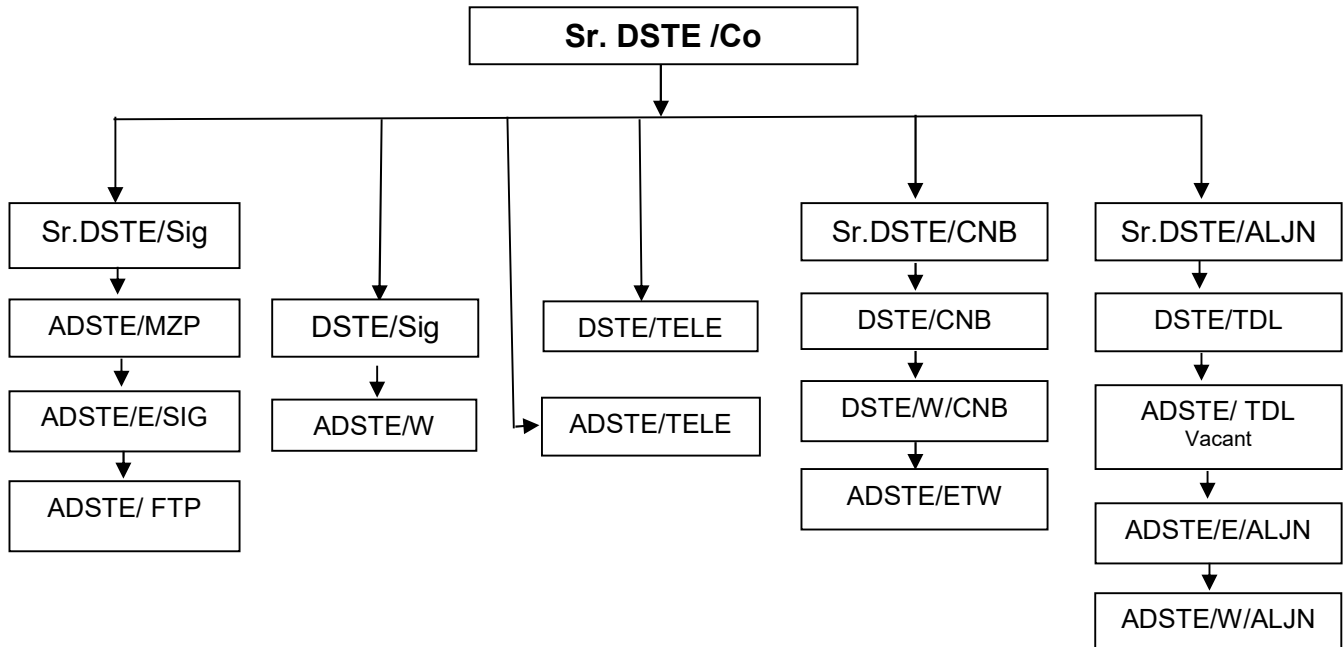 Sr. DSTE /Co
Sr.DSTE/Sig
ADSTE/MZP
ADSTE/E/SIG
ADSTE/ FTP
DSTE/Sig
ADSTE/W
DSTE/TELE
ADSTE/TELE
Sr.DSTE/CNB
DSTE/CNB
DSTE/W/CNB
ADSTE/ETW
Sr.DSTE/ALJN
DSTE/TDL
ADSTE/ TDL
Vacant
ADSTE/E/ALJN
ADSTE/W/ALJN